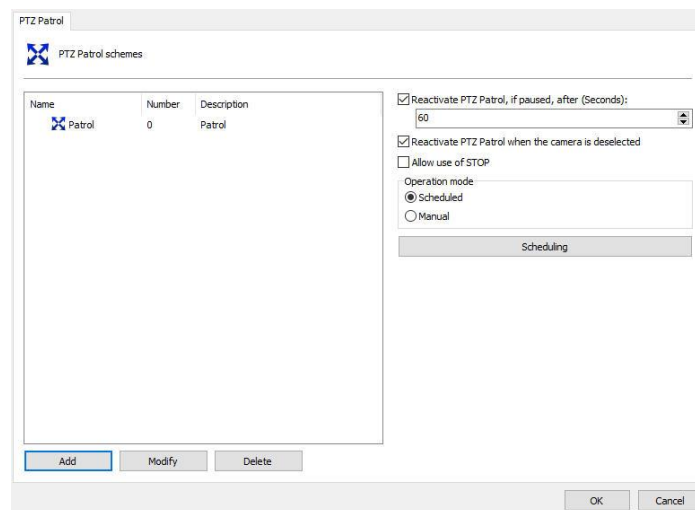 PTZ Patrol
PTZ Patrol schemes
Name Number Description
Patrol 0 Patrol
Reactivate PTZ Patrol, if paused, after (Seconds):
60
Reactivate PTZ Patrol when the camera is deselected
Allow use of STOP
Operation mode
Scheduled
Manual
Scheduling
Add Modify Delete
OK Cancel